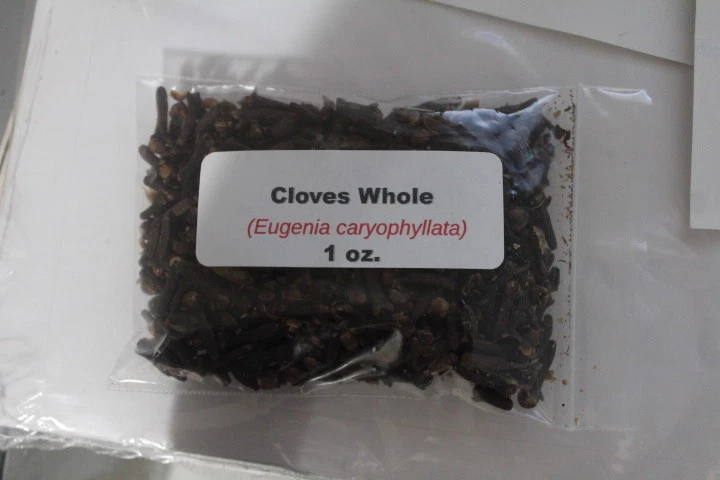 Cloves Whole
(Eugenia caryophyllata)
1 oz.